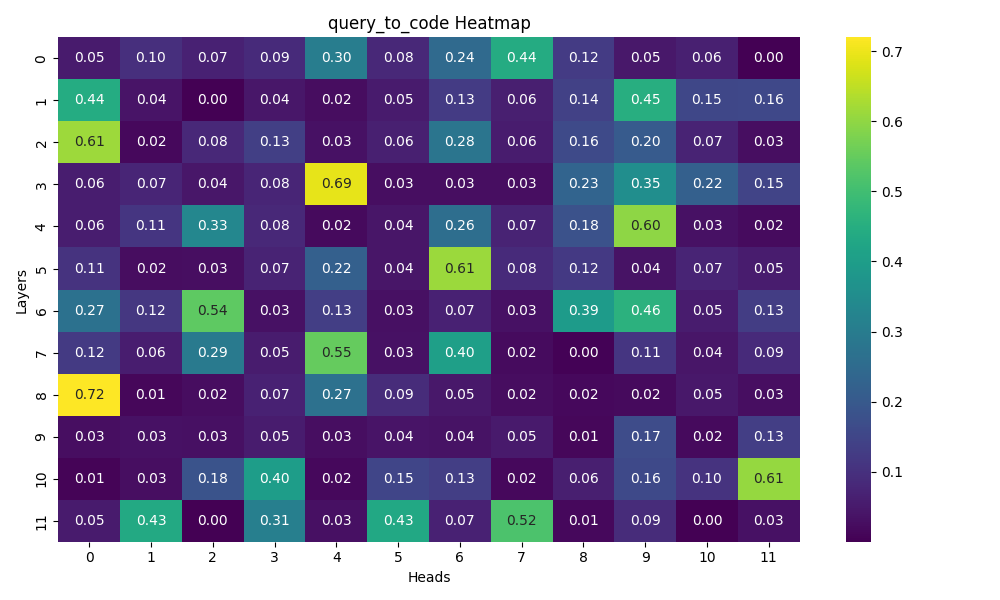 query_to_code Heatmap
0 0.05 0.10 0.07 0.09 0.30 0.08 0.24 0.44 0.12 0.05 0.06 0.00
1 0.44 0.04 0.00 0.04 0.02 0.05 0.13 0.06 0.14 0.45 0.15 0.16
2 0.61 0.02 0.08 0.13 0.03 0.06 0.28 0.06 0.16 0.20 0.07 0.03
3 0.06 0.07 0.04 0.08 0.69 0.03 0.03 0.03 0.23 0.35 0.22 0.15
4 0.06 0.11 0.33 0.08 0.02 0.04 0.26 0.07 0.18 0.60 0.03 0.02
5 0.11 0.02 0.03 0.07 0.22 0.04 0.61 0.08 0.12 0.04 0.07 0.05
6 0.27 0.12 0.54 0.03 0.13 0.03 0.07 0.03 0.39 0.46 0.05 0.13
7 0.12 0.06 0.29 0.05 0.55 0.03 0.40 0.02 0.00 0.11 0.04 0.09
8 0.72 0.01 0.02 0.07 0.27 0.09 0.05 0.02 0.02 0.02 0.05 0.03
9 0.03 0.03 0.03 0.05 0.03 0.04 0.04 0.05 0.01 0.17 0.02 0.13
10 0.01 0.03 0.18 0.40 0.02 0.15 0.13 0.02 0.06 0.16 0.10 0.61
11 0.05 0.43 0.00 0.31 0.03 0.43 0.07 0.52 0.01 0.09 0.00 0.03
0 1 2 3 4 5 6 7 8 9 10 11
Heads
Layers
0.7
0.6
0.5
0.4
0.3
0.2
0.1